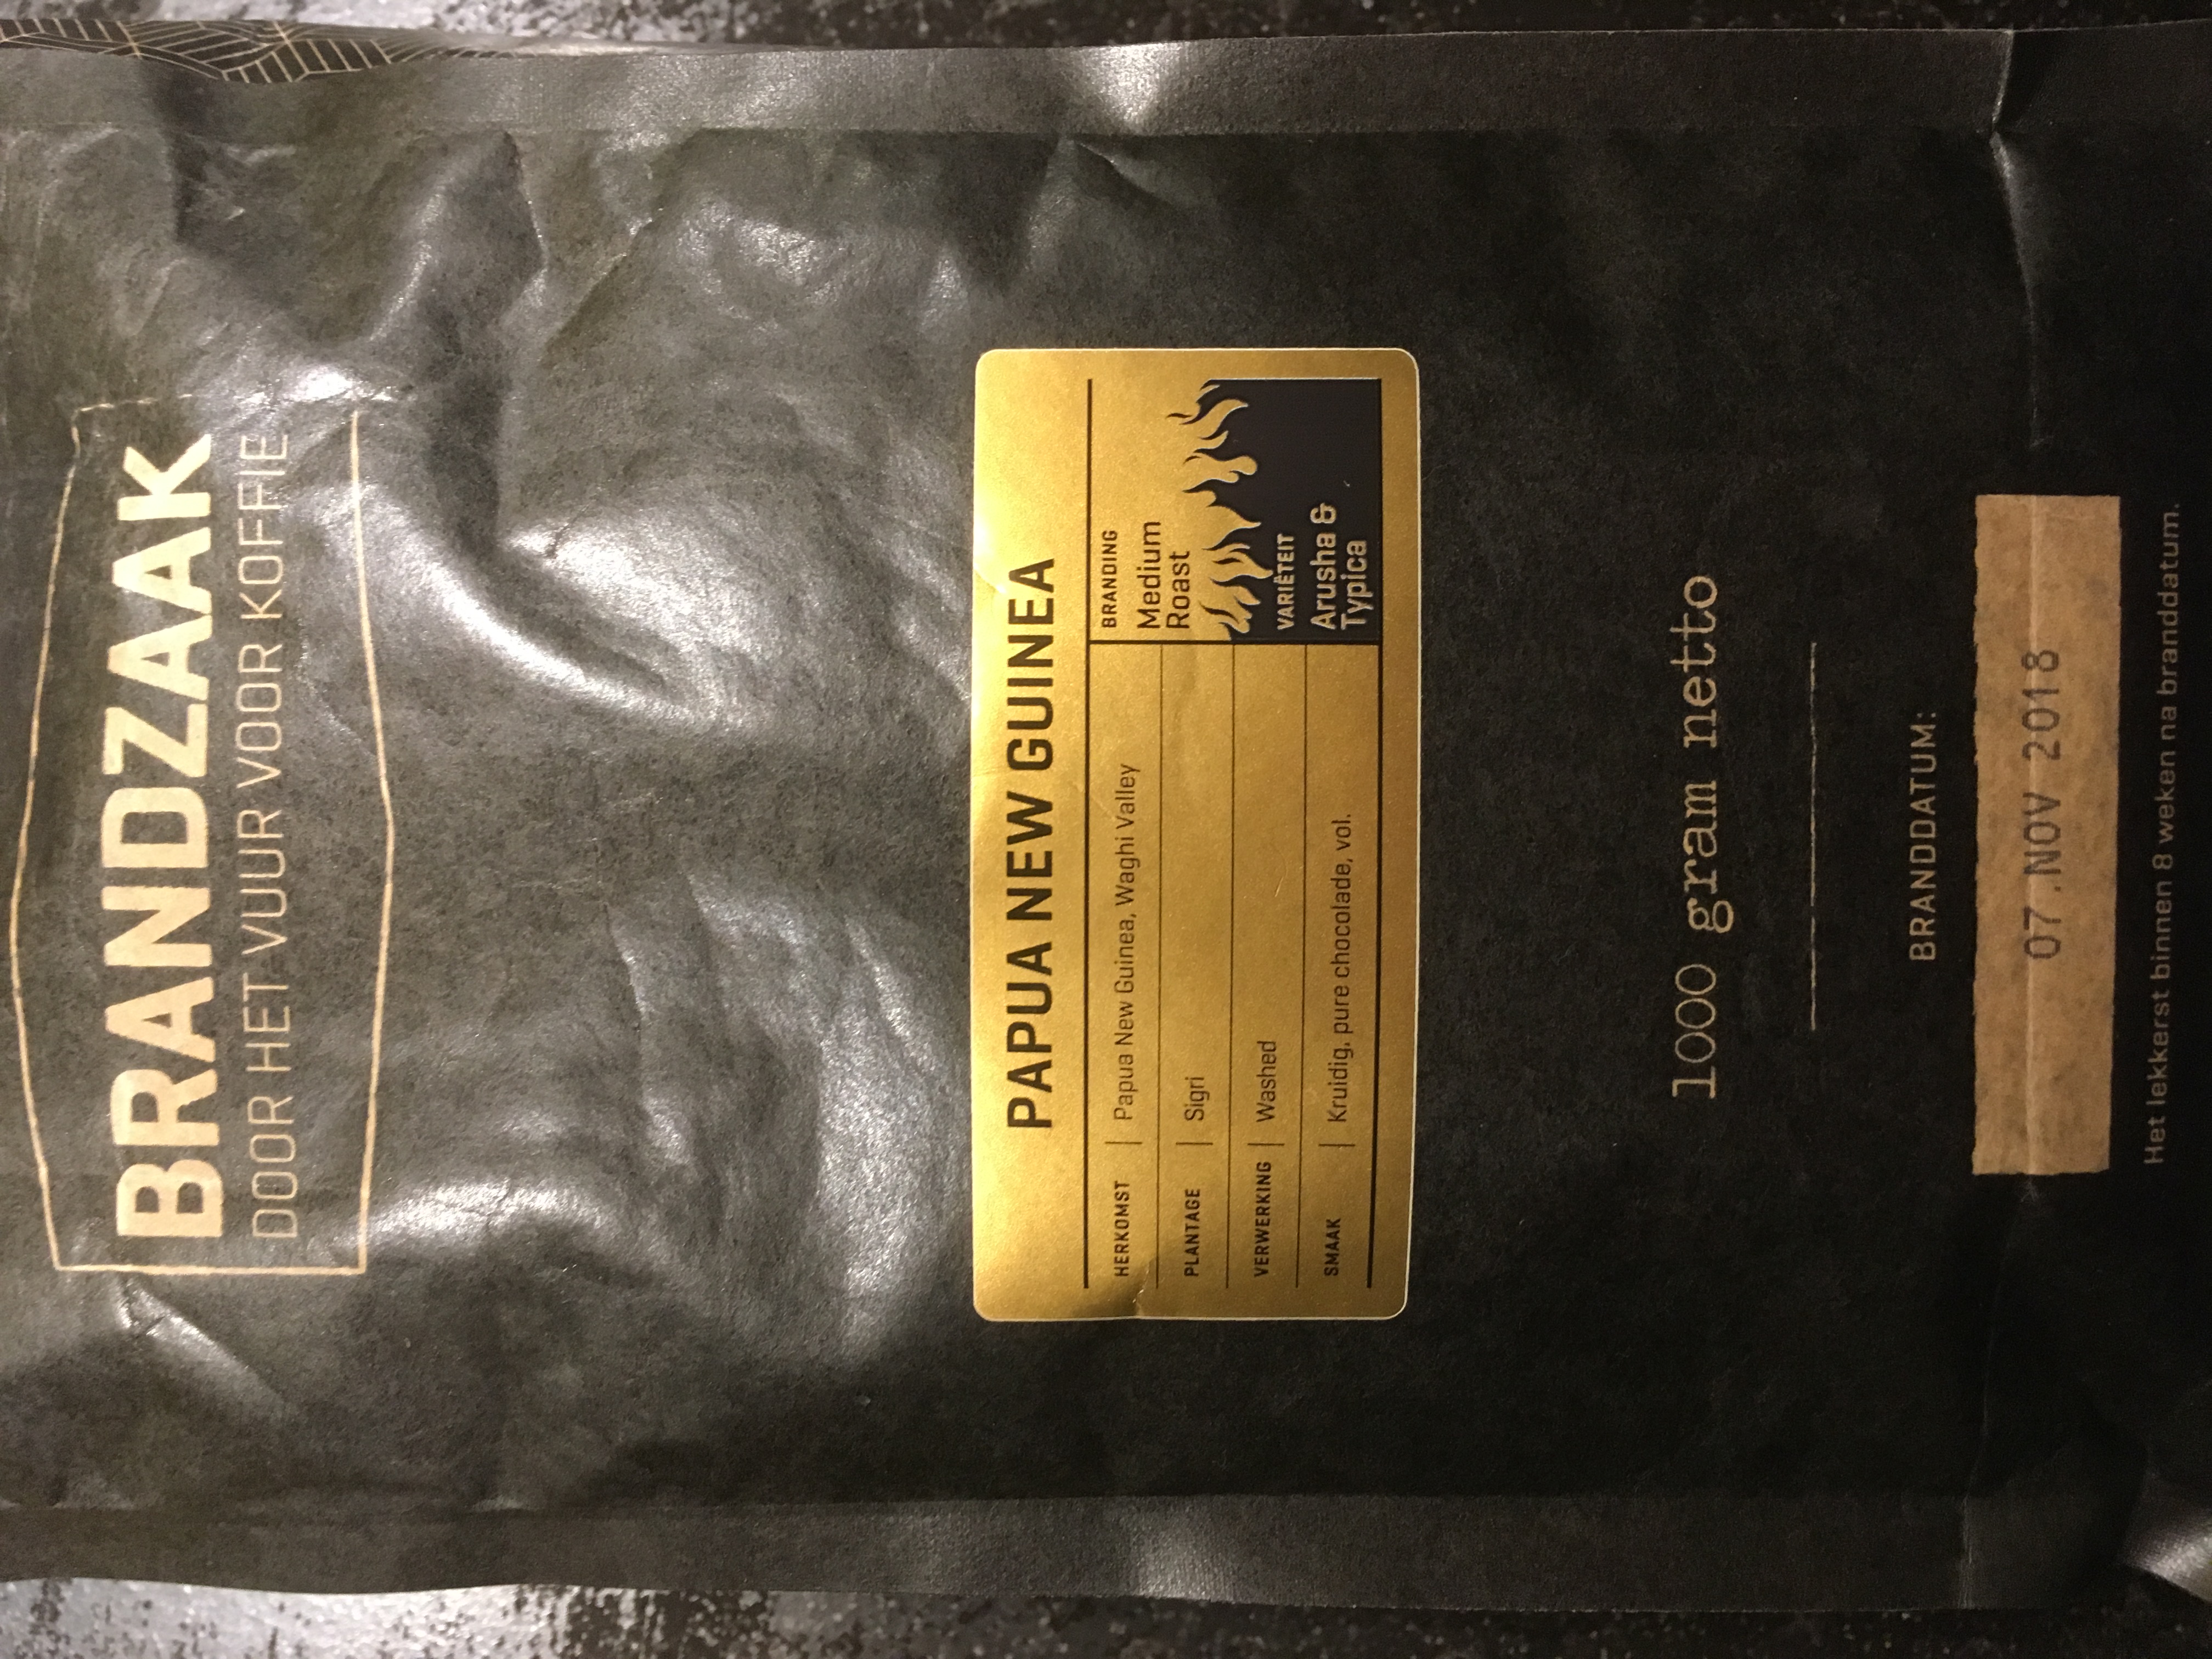 BRANDZAAK
DOOR HET VUUR VOOR KOFFIE
PAPUA NEW GUINEA
HERKOMST | Papua New Guinea, Waghi Valley
PLANTAGE | Sigri
VERWERKING | Washed
SMAAK | Kruidig, pure chocolade, vol.
BRANDING
Medium
Roast
VARIËTEIT
Arusha &
Typica
1000 gram netto
BRANDDATUM:
07.NOV 2018
Het lekkerst binnen 8 weken na branddatum.